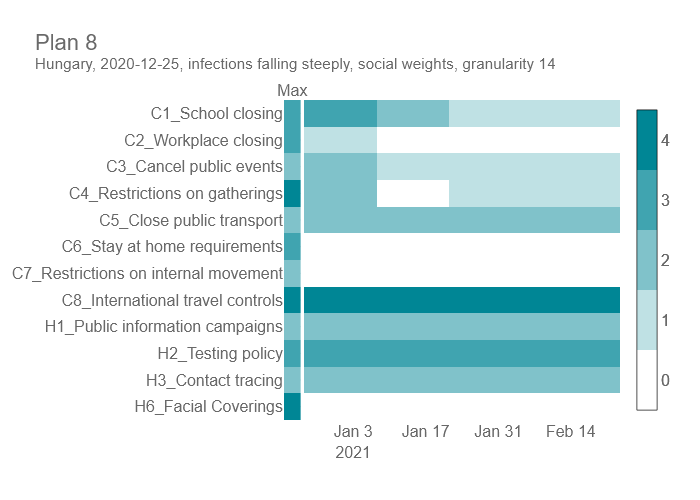 Plan 8
Hungary, 2020-12-25, infections falling steeply, social weights, granularity 14
Max
C1_School closing
C2_Workplace closing
C3_Cancel public events
C4_Restrictions on gatherings
C5_Close public transport
C6_Stay at home requirements
C7_Restrictions on internal movement
C8_International travel controls
H1_Public information campaigns
H2_Testing policy
H3_Contact tracing
H6_Facial Coverings
Jan 3 Jan 17 Jan 31 Feb 14
2021
4
3
2
1
0